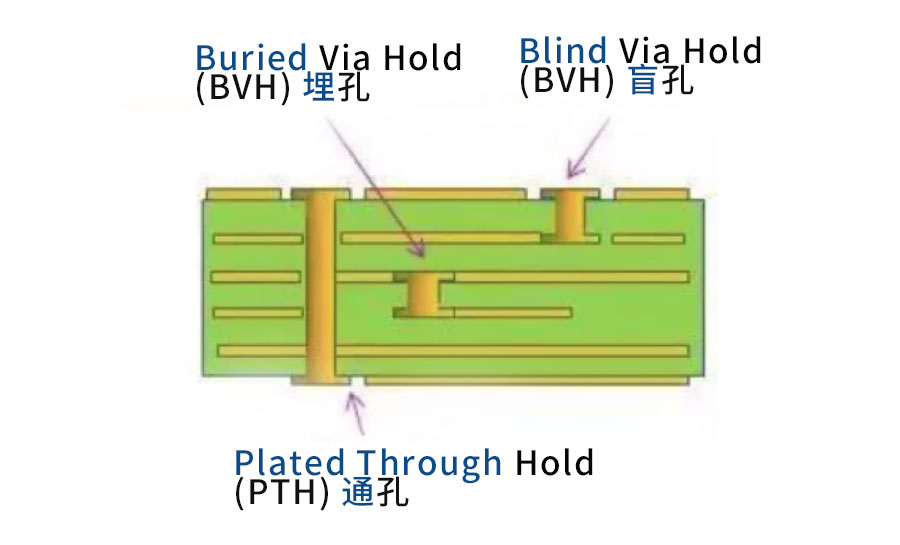 Buried Via Hold
(BVH) 埋孔
Blind Via Hold
(BVH) 盲孔
Plated Through Hold
(PTH) 通孔